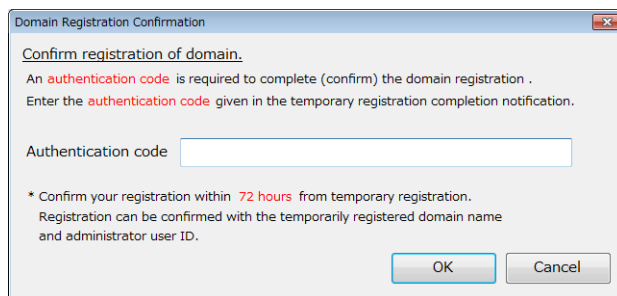 Domain Registration Confirmation
Confirm registration of domain.
An authentication code is required to complete (confirm) the domain registration .
Enter the authentication code given in the temporary registration completion notification.
Authentication code
* Confirm your registration within 72 hours from temporary registration.
Registration can be confirmed with the temporarily registered domain name
and administrator user ID.
OK Cancel